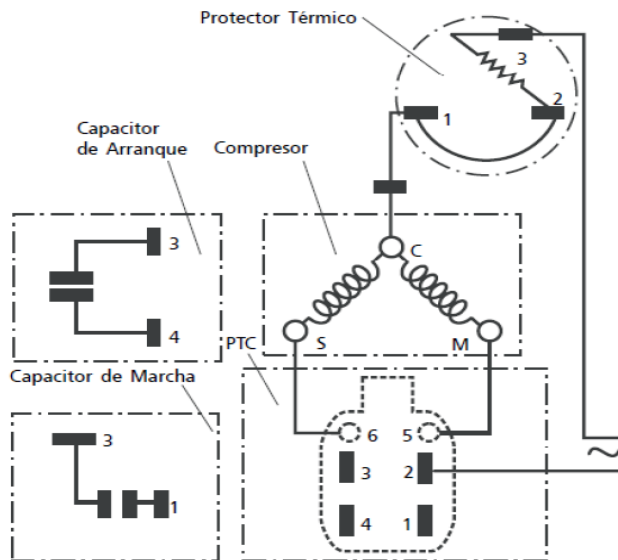 Protector Térmico
3
2
1
Capacitor
de Arranque
Compresor
3
4
C
S
M
PTC
Capacitor de Marcha
3
1
6
5
3
2
4
1
~